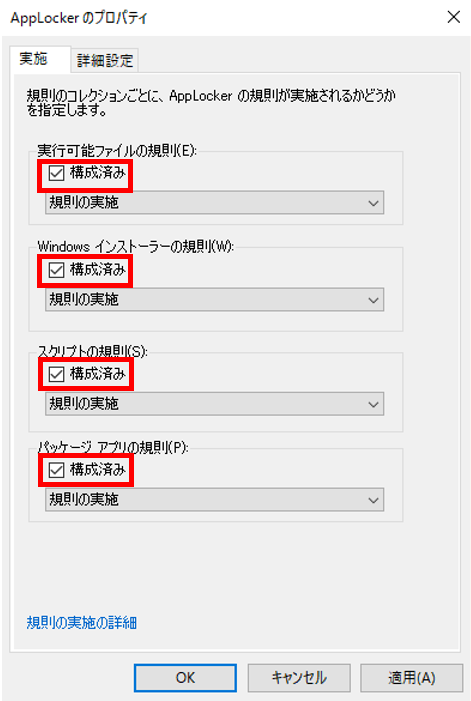 AppLocker のプロパティ
実施
詳細設定
規則のコレクションごとに、AppLocker の規則が実施されるかどうか
を指定します。
実行可能ファイルの規則(E):
構成済み
規則の実施
Windows インストーラーの規則(W):
構成済み
規則の実施
スクリプトの規則(S):
構成済み
規則の実施
パッケージ アプリの規則(P):
構成済み
規則の実施
規則の実施の詳細
OK
キャンセル
適用(A)